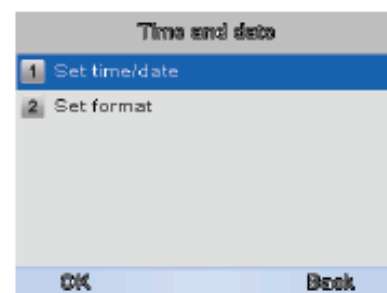 Time and date
1 Set time/date
2 Set format
OK Back